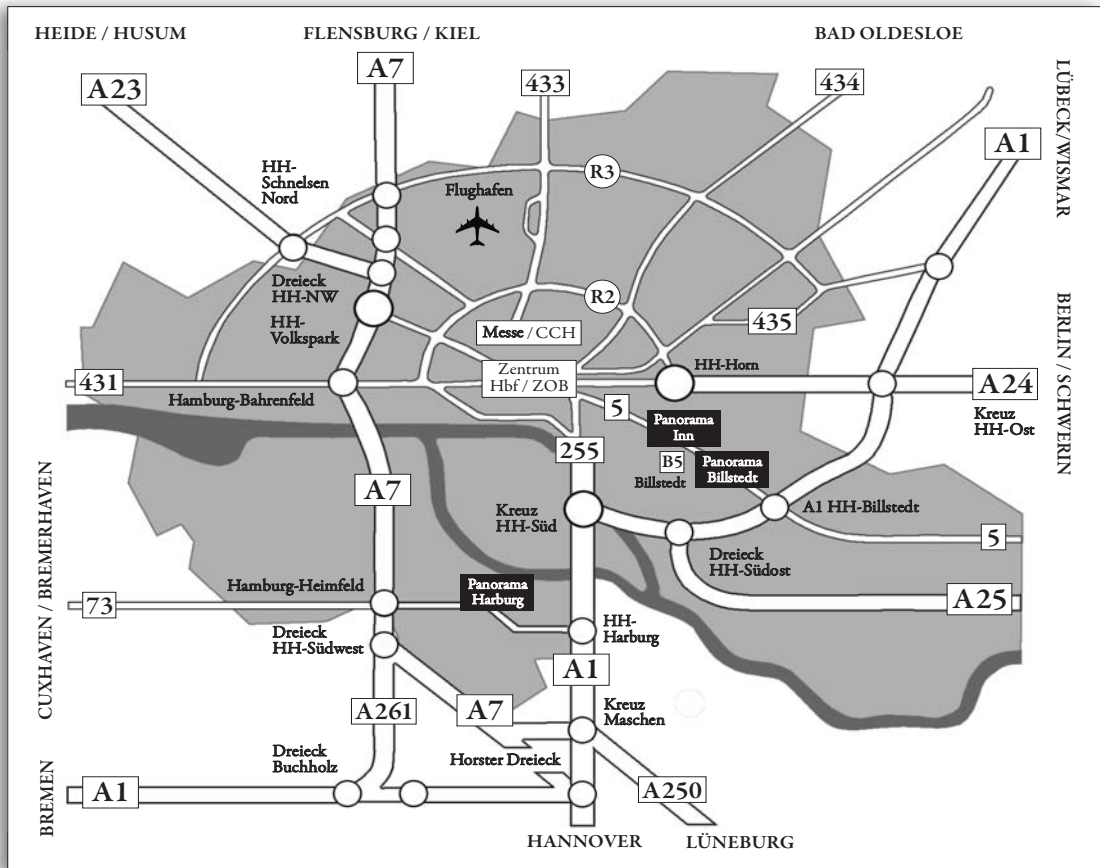 HEIDE / HUSUM
FLENSBURG / KIEL
BAD OLDESLOE
A7
A23
433
434
LÜBECK/WISMAR
A1
HH-
Schnelsen
Nord
R3
Flughafen
Dreieck
HH-NW
HH-
Volkspark
R2
435
Messe / CCH
BERLIN / SCHWERIN
Zentrum
Hbf / ZOB
HH-Horn
431
A24
Hamburg-Bahrenfeld
5
Kreuz
HH-Ost
Panorama
Inn
255
B5
Billstedt
Panorama
Billstedt
A7
Kreuz
HH-Süd
A1 HH-Billstedt
5
Dreieck
HH-Südost
CUXHAVEN / BREMERHAVEN
Hamburg-Heimfeld
Panorama
Harburg
73
A25
HH-
Harburg
Dreieck
HH-Südwest
A1
A261
A7
Kreuz
Maschen
Dreieck
Buchholz
Horster Dreieck
BREMEN
A1
A250
HANNOVER
LÜNEBURG